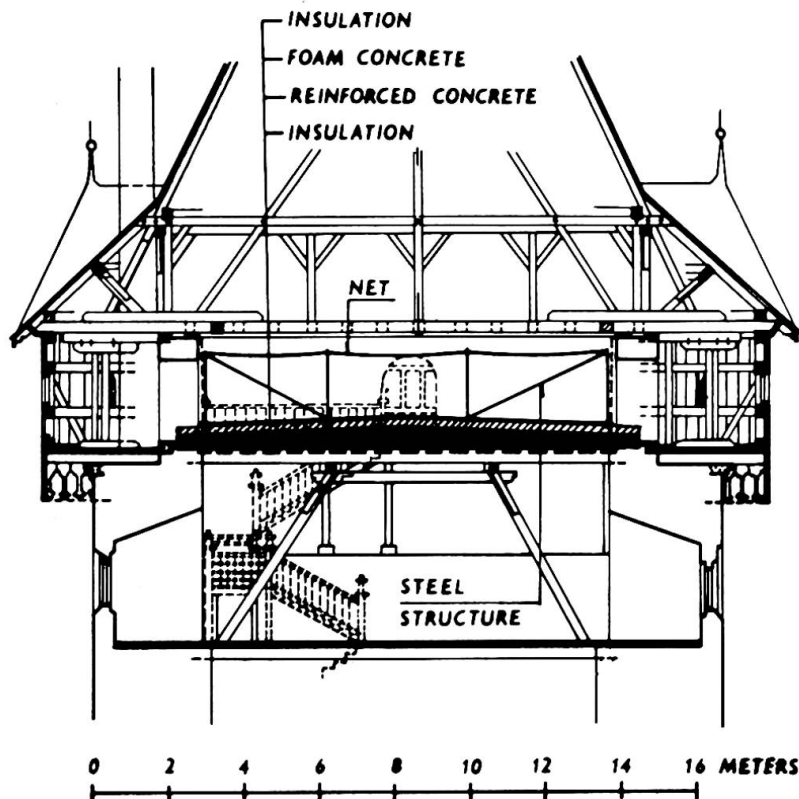 INSULATION
FOAM CONCRETE
REINFORCED CONCRETE
INSULATION
NET
STEEL
STRUCTURE
0 2 4 6 8 10 12 14 16 METERS